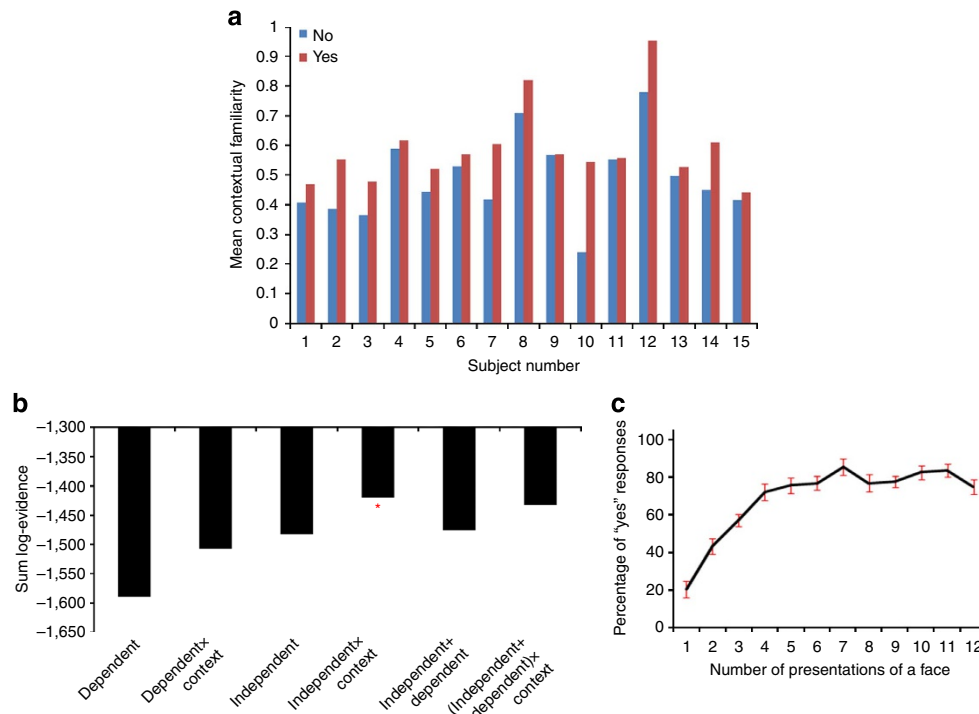 a
1
0.9
0.8
0.7
0.6
0.5
0.4
0.3
0.2
0.1
0
Mean contextual familiarity
No
Yes
1 2 3 4 5 6 7 8 9 10 11 12 13 14 15
Subject number
b
–1,300
–1,350
–1,400
–1,450
–1,500
–1,550
–1,600
–1,650
Sum log-evidence
*
Dependent
Dependent×
context
Independent
Independent×
context
Independent+
dependent
(Independent+
dependent)×
context
c
100
80
60
40
20
0
Percentage of “yes” responses
1 2 3 4 5 6 7 8 9 10 11 12
Number of presentations of a face